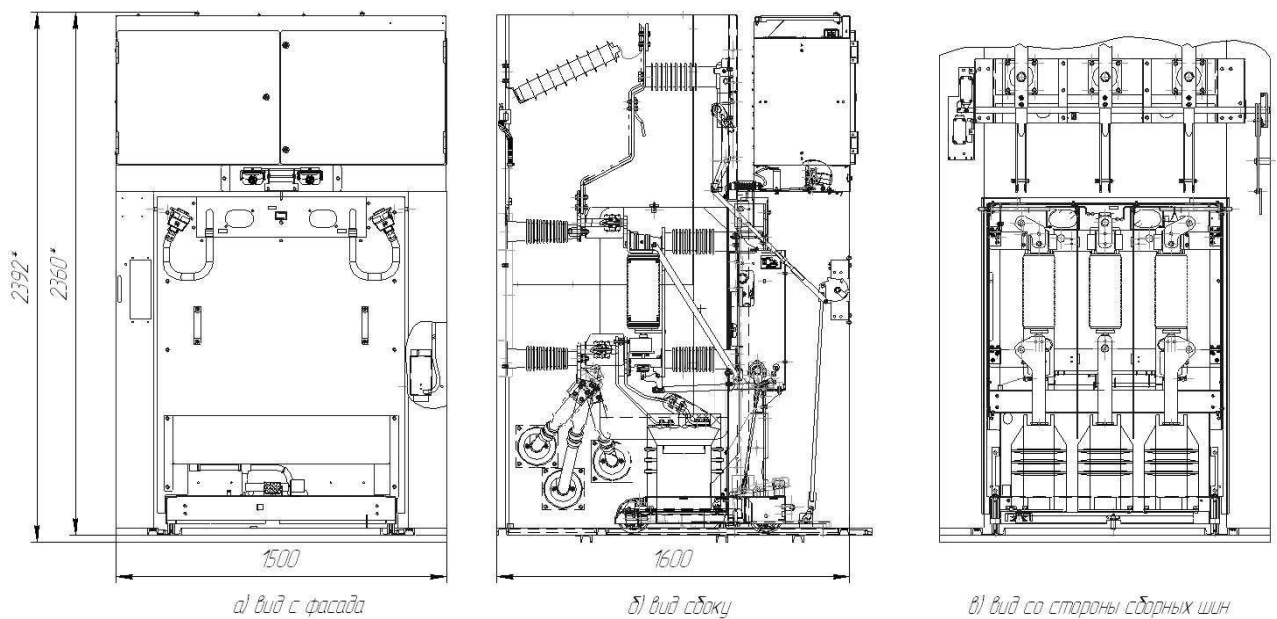 2392*
2360*
1500
1600
а) вид с фасада
б) вид сбоку
в) вид со стороны сборных шин